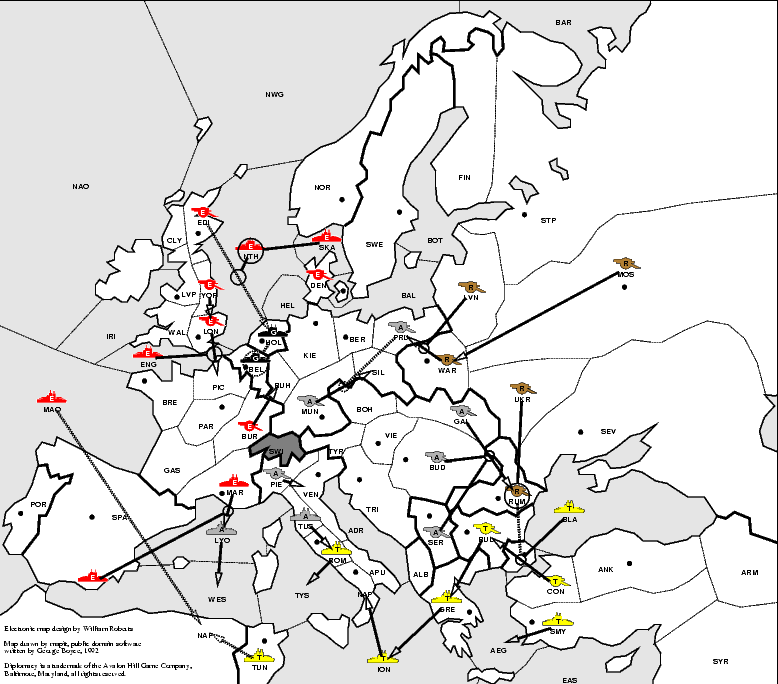 BAR
NWG
NAO
NOR
FIN
STP
EDI
CLY
E
E
NTH
E
SKA
SWE
BOT
R
MOS
E
DEN
E
YOR
LVP
HEL
BAL
R
LVN
E
LON
WAL
IRI
G
HOL
KIE
BER
A
PRU
E
ENG
G
BEL
R
WAR
PIC
RUH
SIL
BRE
A
MUN
BOH
A
GAL
R
UKR
E
MAO
PAR
E
BUR
VIE
SEV
GAS
SWI
TYR
A
BUD
E
MAR
A
PIE
VEN
R
RUM
POR
SPA
TRI
T
BLA
A
LYO
A
TUS
ADR
A
SER
T
BUL
T
ROM
ANK
ARM
E
WES
TYS
APU
ALB
T
CON
NAP
T
GRE
T
SMY
Electronic map design by William Roberts
NAF
Map drawn by mapit, public domain software
written by George Boyce, 1992
T
TUN
T
ION
AEG
SYR
EAS
Diplomacy is a trademark of the Avalon Hill Game Company,
Baltimore, Maryland, all rights reserved.